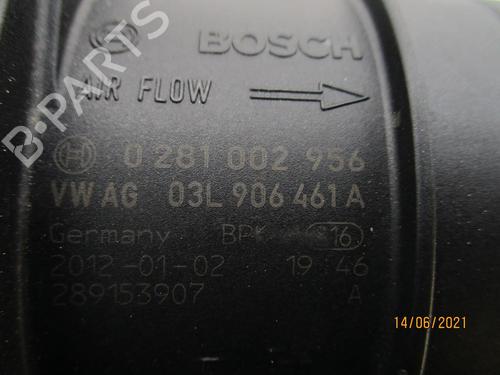 BOSCH
AIR FLOW
0 281 002 956
VW AG 03L 906 461 A
Germany BPK S16
2012-01-02 19 46
289153907 A
B-PARTS
14/06/2021